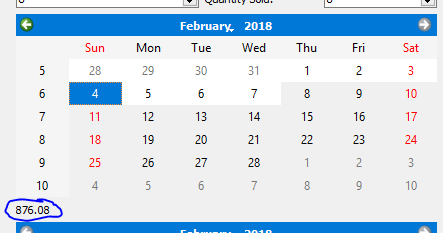 Quantity Sold:
February, 2018
Sun Mon Tue Wed Thu Fri Sat
5 28 29 30 31 1 2 3
6 4 5 6 7 8 9 10
7 11 12 13 14 15 16 17
8 18 19 20 21 22 23 24
9 25 26 27 28 1 2 3
10 4 5 6 7 8 9 10
876.08
February, 2018